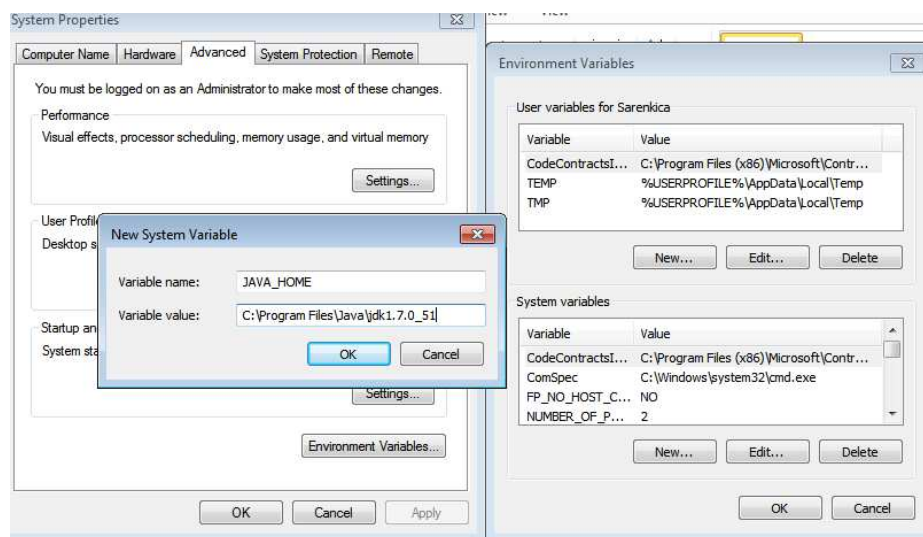 System Properties
Computer Name Hardware Advanced System Protection Remote
You must be logged on as an Administrator to make most of these changes.
Performance
Visual effects, processor scheduling, memory usage, and virtual memory
Settings...
User Profile
Desktop s
New System Variable
Variable name: JAVA_HOME
Variable value: C:\Program Files\Java\jdk1.7.0_51
OK Cancel
Startup an
System sta
Settings...
Environment Variables...
OK Cancel Apply
Environment Variables
User variables for Sarenkica
Variable Value
CodeContractsI... C:\Program Files (x86)\Microsoft\Contr...
TEMP %USERPROFILE%\AppData\Local\Temp
TMP %USERPROFILE%\AppData\Local\Temp
New... Edit... Delete
System variables
Variable Value
CodeContractsI... C:\Program Files (x86)\Microsoft\Contr...
ComSpec C:\Windows\system32\cmd.exe
FP_NO_HOST_C... NO
NUMBER_OF_P... 2
New... Edit... Delete
OK Cancel